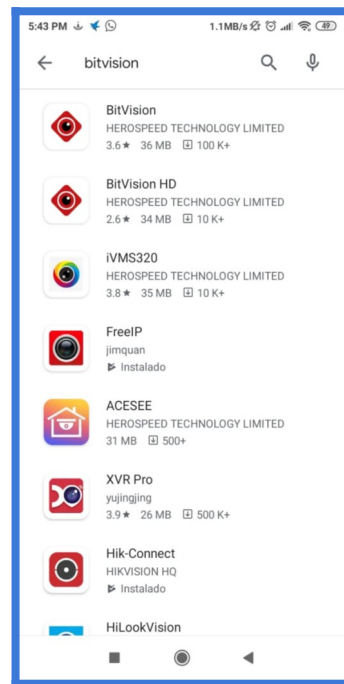 5:43 PM 1.1MB/s 49
bitvision
BitVision
HEROSPEED TECHNOLOGY LIMITED
3.6★ 36 MB 100 K+
BitVision HD
HEROSPEED TECHNOLOGY LIMITED
2.6★ 34 MB 10 K+
iVMS320
HEROSPEED TECHNOLOGY LIMITED
3.8★ 35 MB 10 K+
FreeIP
jimquan
Instalado
ACESEE
HEROSPEED TECHNOLOGY LIMITED
31 MB 500+
XVR Pro
yujingjing
3.9★ 26 MB 500 K+
Hik-Connect
HIKVISION HQ
Instalado
HiLookVision